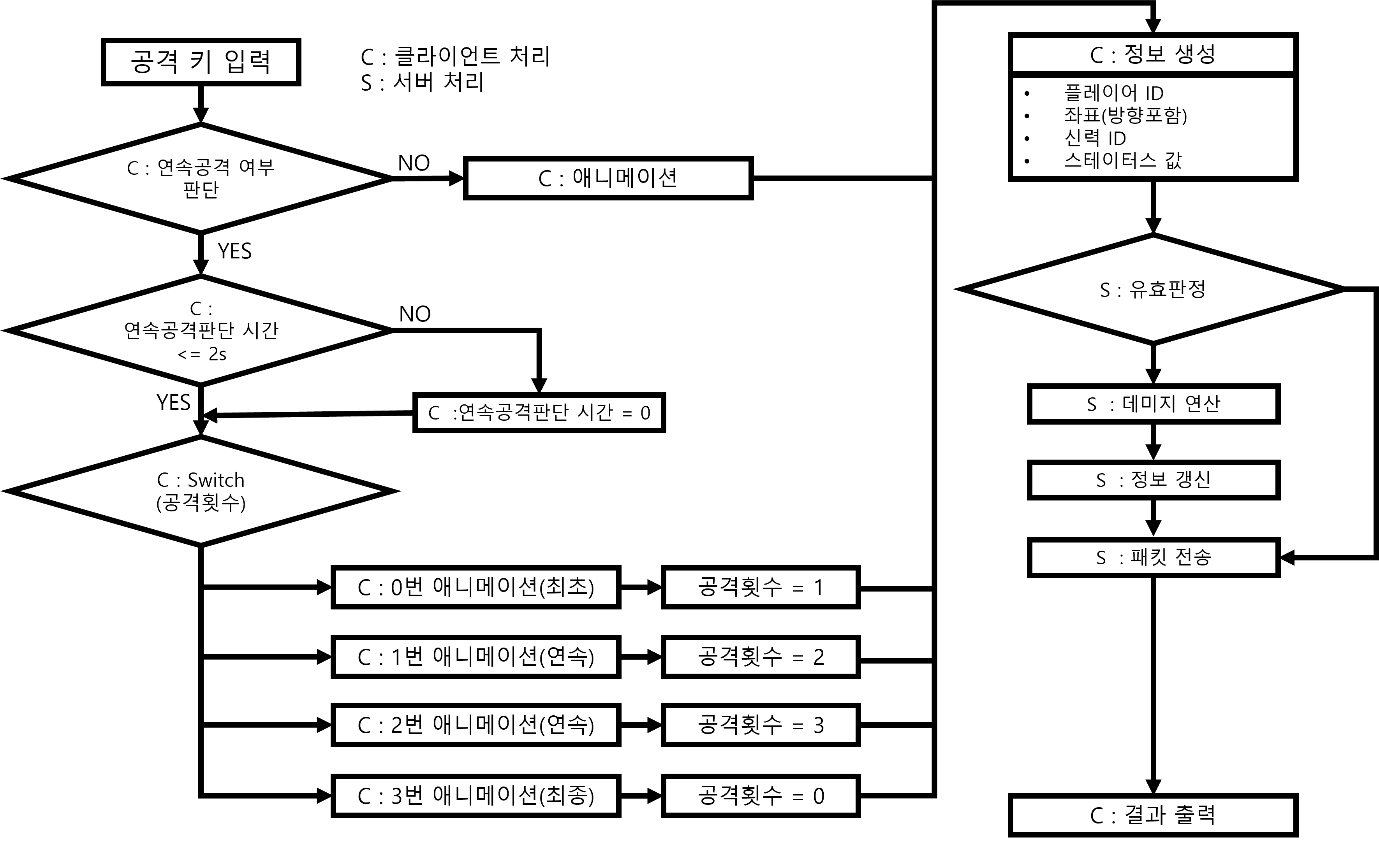 공격 키 입력
C : 클라이언트 처리
S : 서버 처리
C : 연속공격 여부
판단
NO
C : 애니메이션
YES
C :
연속공격판단 시간
<= 2s
NO
YES
C :연속공격판단 시간 = 0
C : Switch
(공격횟수)
C : 0번 애니메이션(최초)
공격횟수 = 1
C : 1번 애니메이션(연속)
공격횟수 = 2
C : 2번 애니메이션(연속)
공격횟수 = 3
C : 3번 애니메이션(최종)
공격횟수 = 0
C : 정보 생성
• 플레이어 ID
• 좌표(방향포함)
• 신력 ID
• 스테이터스 값
S : 유효판정
S : 데미지 연산
S : 정보 갱신
S : 패킷 전송
C : 결과 출력